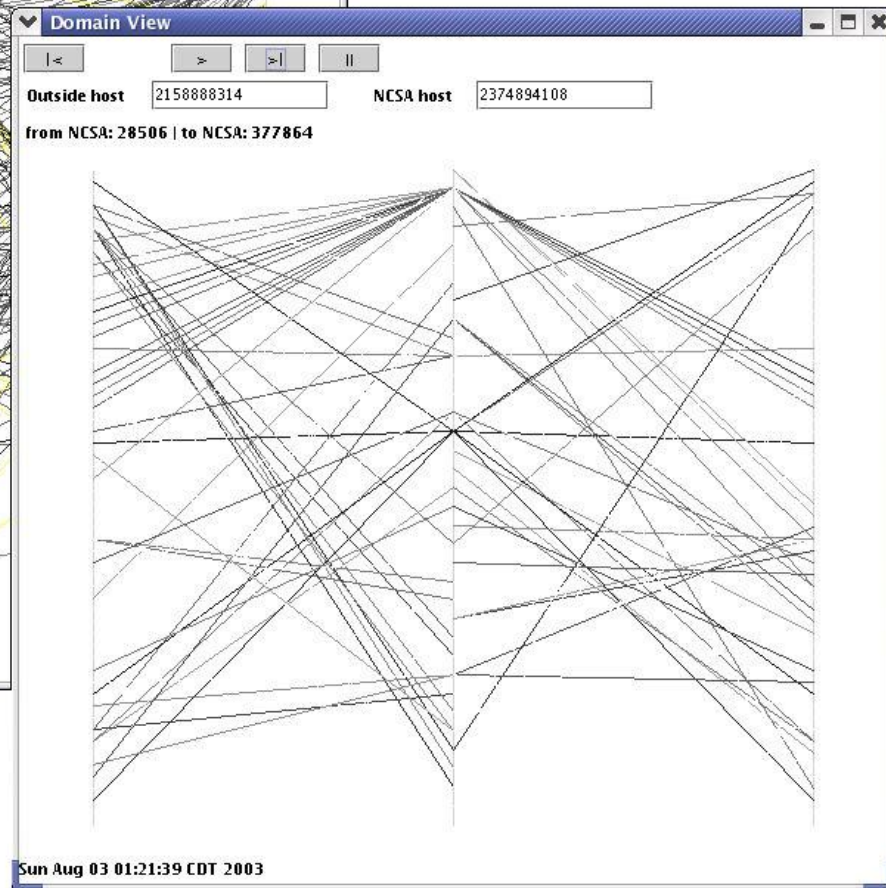 Domain View
|< > >| ||
Outside host 2158888314 NCSA host 2374894108
from NCSA: 28506 | to NCSA: 377864
Sun Aug 03 01:21:39 CDT 2003